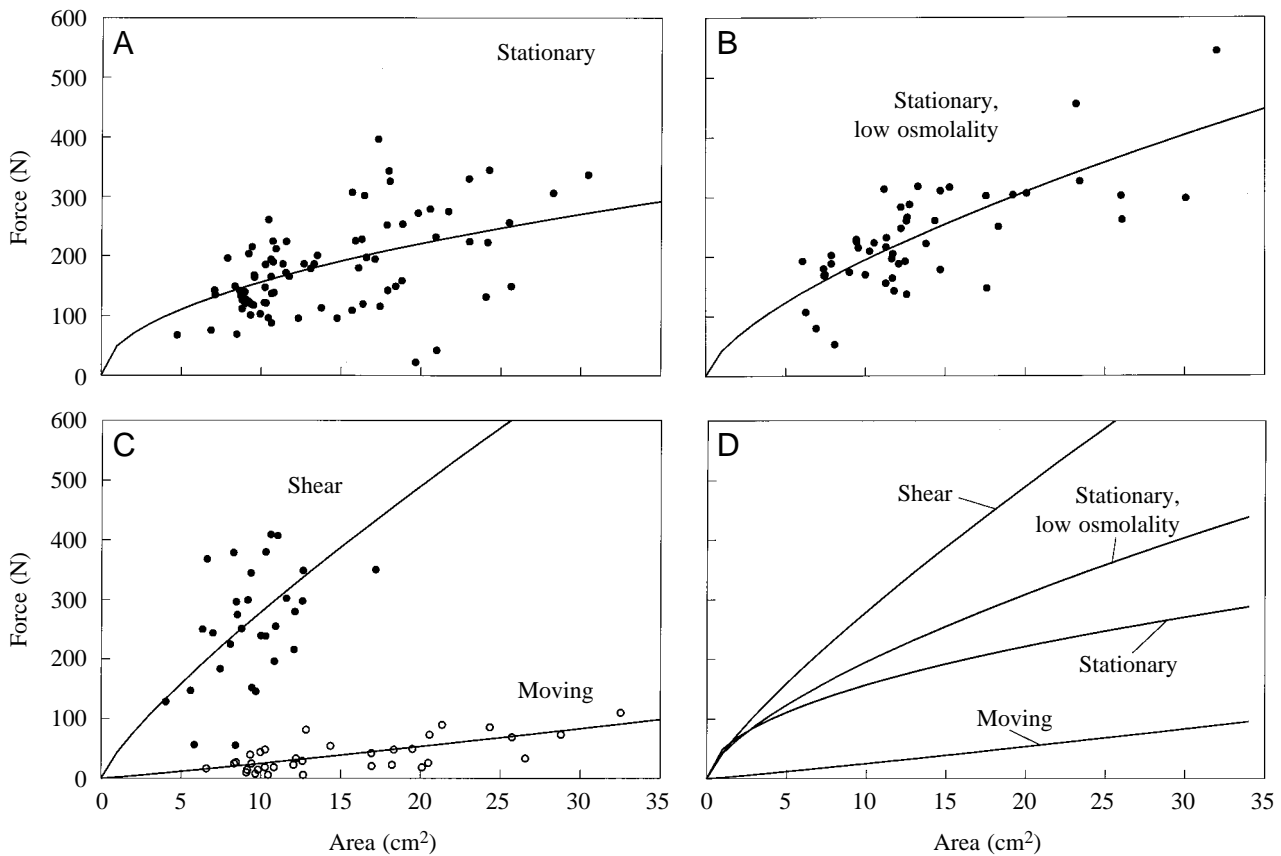 A
Stationary
Force (N)
600
500
400
300
200
100
0
B
Stationary,
low osmolality
C
Shear
Moving
Force (N)
600
500
400
300
200
100
0
0 5 10 15 20 25 30 35
Area (cm²)
D
Shear
Stationary,
low osmolality
Stationary
Moving
0 5 10 15 20 25 30 35
Area (cm²)